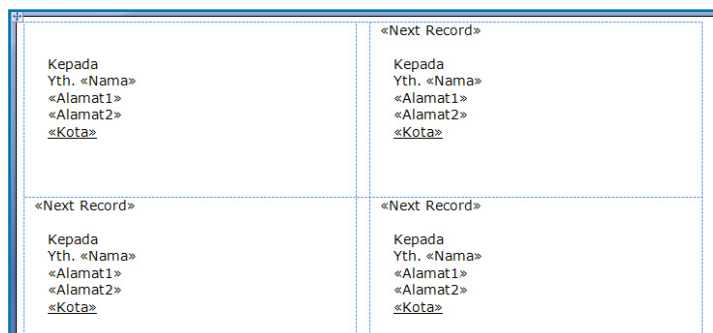 Kepada
Yth. «Nama»
«Alamat1»
«Alamat2»
«Kota»
«Next Record»
Kepada
Yth. «Nama»
«Alamat1»
«Alamat2»
«Kota»
«Next Record»
Kepada
Yth. «Nama»
«Alamat1»
«Alamat2»
«Kota»
«Next Record»
Kepada
Yth. «Nama»
«Alamat1»
«Alamat2»
«Kota»